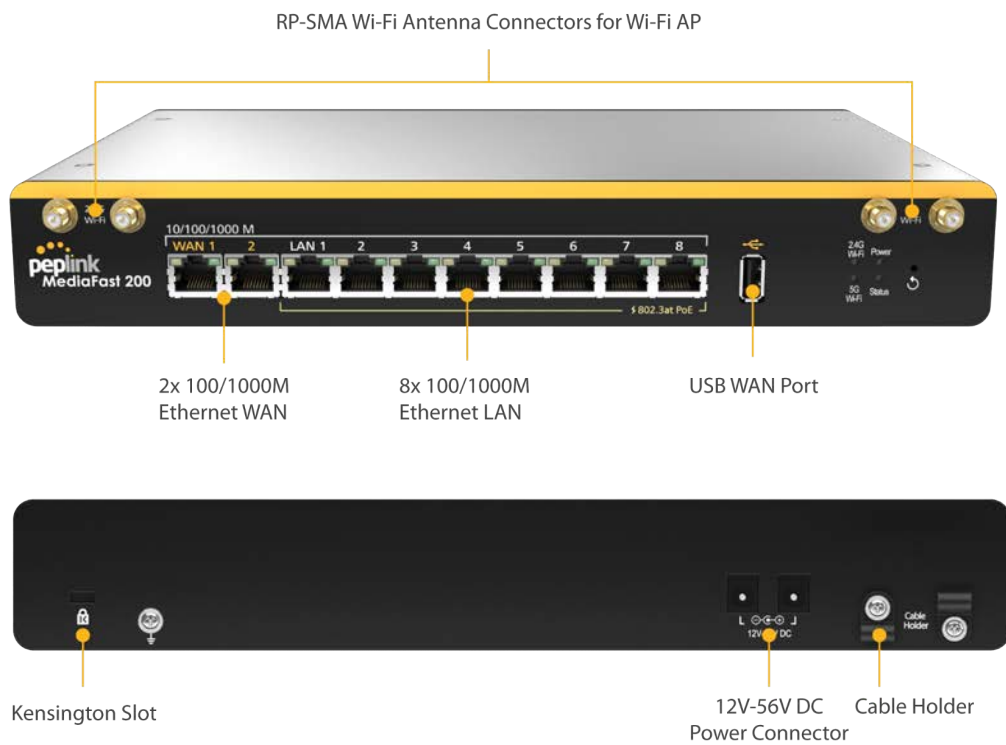 RP-SMA Wi-Fi Antenna Connectors for Wi-Fi AP
Wi-Fi
Wi-Fi
10/100/1000 M
WAN 1 2 LAN 1 2 3 4 5 6 7 8
peplink
MediaFast 200
802.3at PoE
2.4G
Wi-Fi Power
5G
Wi-Fi Status
2x 100/1000M
Ethernet WAN
8x 100/1000M
Ethernet LAN
USB WAN Port
K
Cable
Holder
12V- DC
Kensington Slot
12V-56V DC
Power Connector
Cable Holder